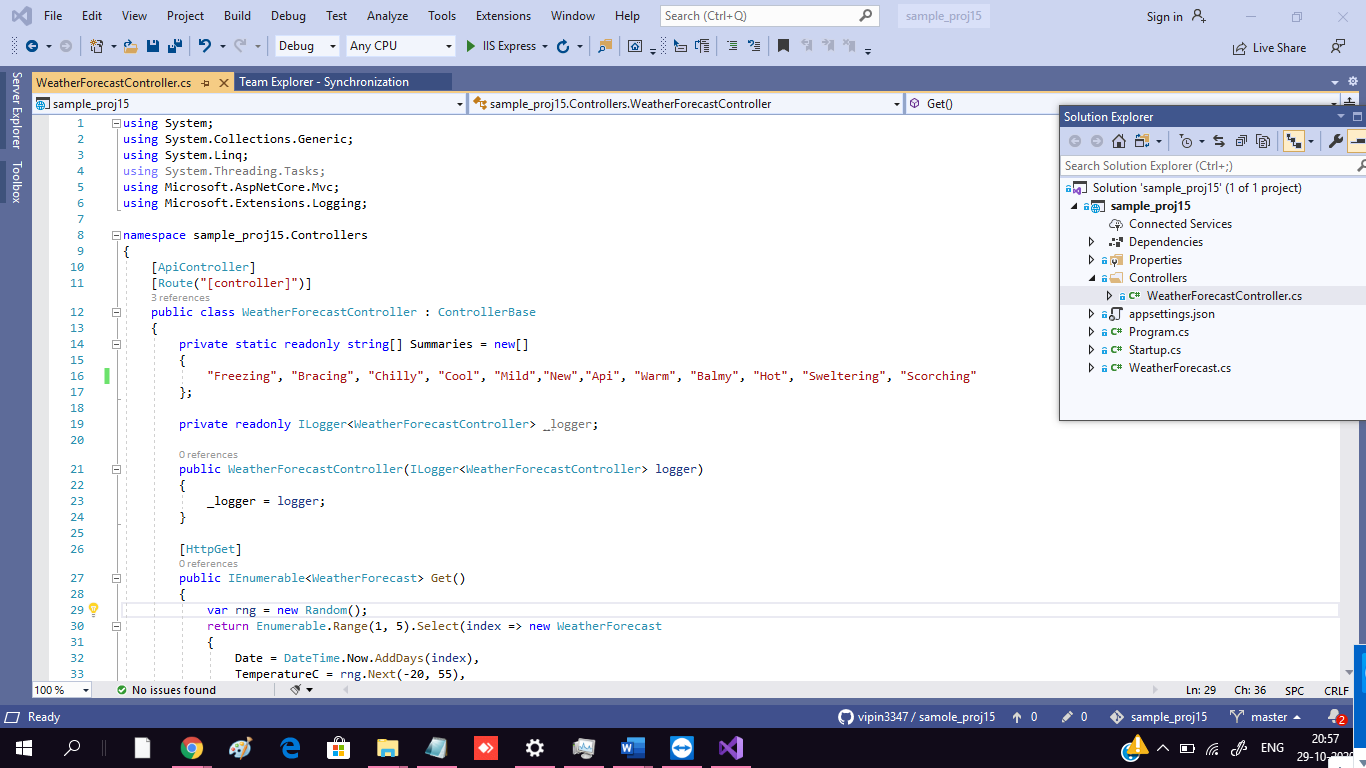 File Edit View Project Build Debug Test Analyze Tools Extensions Window Help Search (Ctrl+Q) sample_proj15 Sign in
Debug Any CPU IIS Express Live Share
Server Explorer
Toolbox
WeatherForecastController.cs Team Explorer - Synchronization
sample_proj15 sample_proj15.Controllers.WeatherForecastController Get()
1 using System;
2 using System.Collections.Generic;
3 using System.Linq;
4 using System.Threading.Tasks;
5 using Microsoft.AspNetCore.Mvc;
6 using Microsoft.Extensions.Logging;
7
8 namespace sample_proj15.Controllers
9 {
10 [ApiController]
11 [Route("[controller]")]
3 references
12 public class WeatherForecastController : ControllerBase
13 {
14 private static readonly string[] Summaries = new[]
15 {
16 "Freezing", "Bracing", "Chilly", "Cool", "Mild","New","Api", "Warm", "Balmy", "Hot", "Sweltering", "Scorching"
17 };
18
19 private readonly ILogger<WeatherForecastController> _logger;
20
0 references
21 public WeatherForecastController(ILogger<WeatherForecastController> logger)
22 {
23 _logger = logger;
24 }
25
26 [HttpGet]
0 references
27 public IEnumerable<WeatherForecast> Get()
28 {
29 var rng = new Random();
30 return Enumerable.Range(1, 5).Select(index => new WeatherForecast
31 {
32 Date = DateTime.Now.AddDays(index),
33 TemperatureC = rng.Next(-20, 55),
Solution Explorer
Search Solution Explorer (Ctrl+;)
Solution 'sample_proj15' (1 of 1 project)
sample_proj15
Connected Services
Dependencies
Properties
Controllers
C# WeatherForecastController.cs
appsettings.json
C# Program.cs
C# Startup.cs
C# WeatherForecast.cs
100 % No issues found Ln: 29 Ch: 36 SPC CRLF
Ready vipin3347 / samole_proj15 0 0 sample_proj15 master 2
ENG 20:57
29-10-